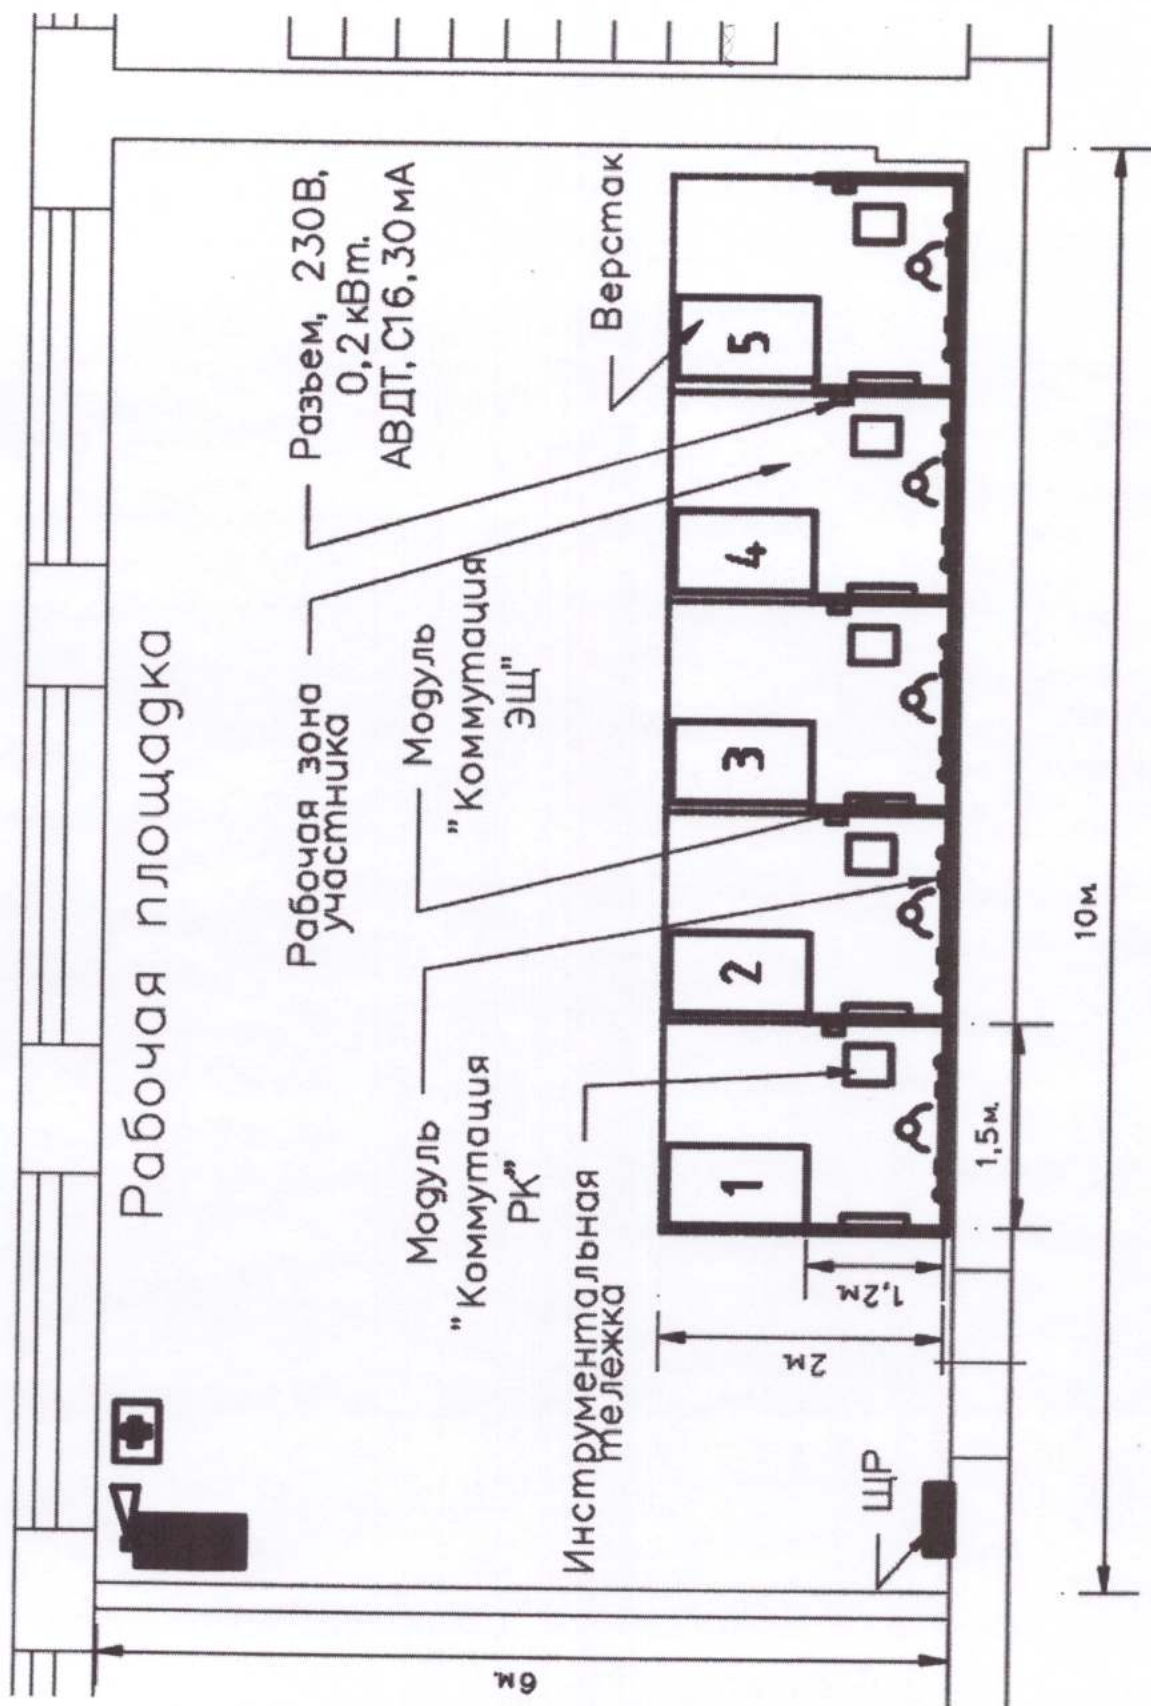 Рабочая площадка
Разьем, 230В,
0,2 кВт.
АВДТ, С16, 30мА
Рабочая зона
участника
Верстак
Модуль
"Коммутация
ЭЩ"
Модуль
"Коммутация
РК"
Инструментальная
тележка
ЩР
1
2
3
4
5
1,2м.
2м.
1,5м.
6м.
10м.